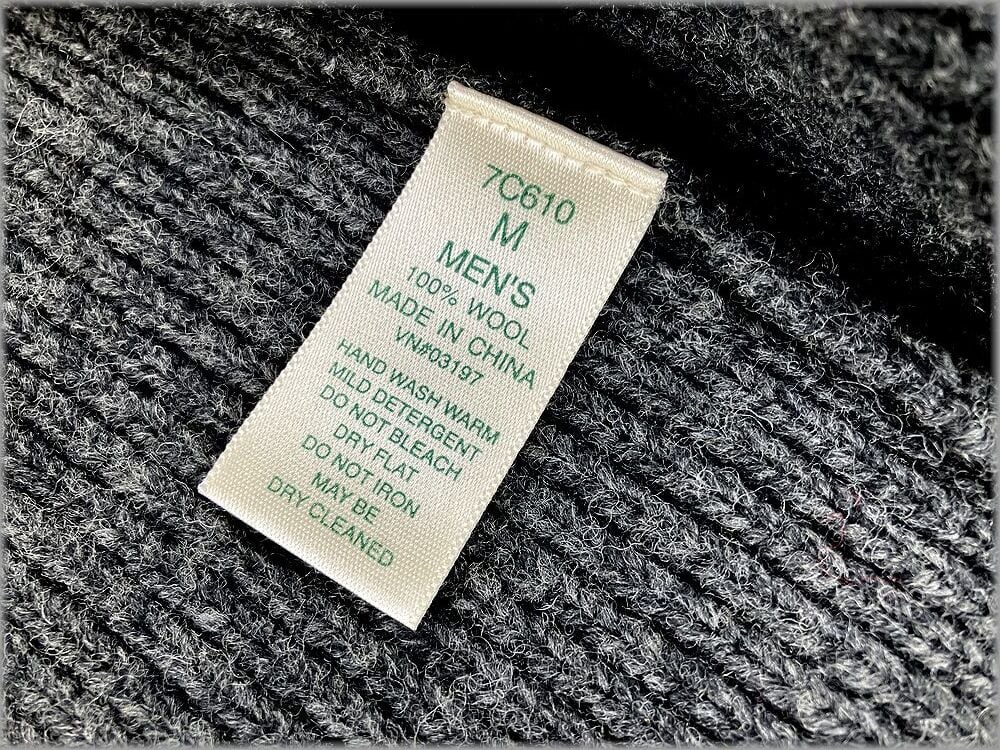 7C610
M
MEN'S
100% WOOL
MADE IN CHINA
VN#03197
HAND WASH WARM
MILD DETERGENT
DO NOT BLEACH
DRY FLAT
DO NOT IRON
MAY BE
DRY CLEANED